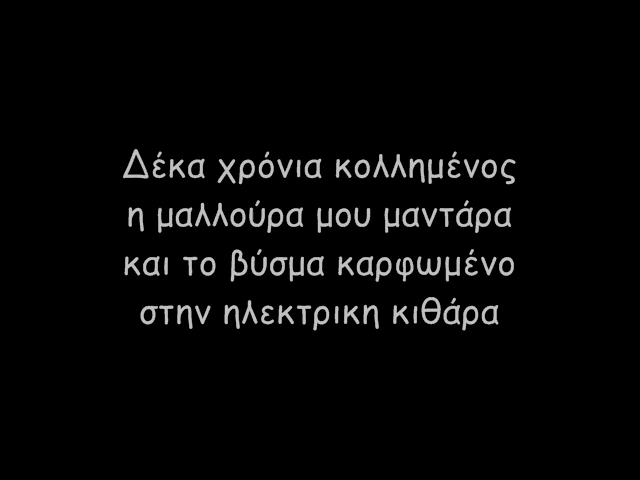 Δέκα χρόνια κολλημένος
η μαλλούρα μου μαντάρα
και το βύσμα καρφωμένο
στην ηλεκτρικη κιθάρα